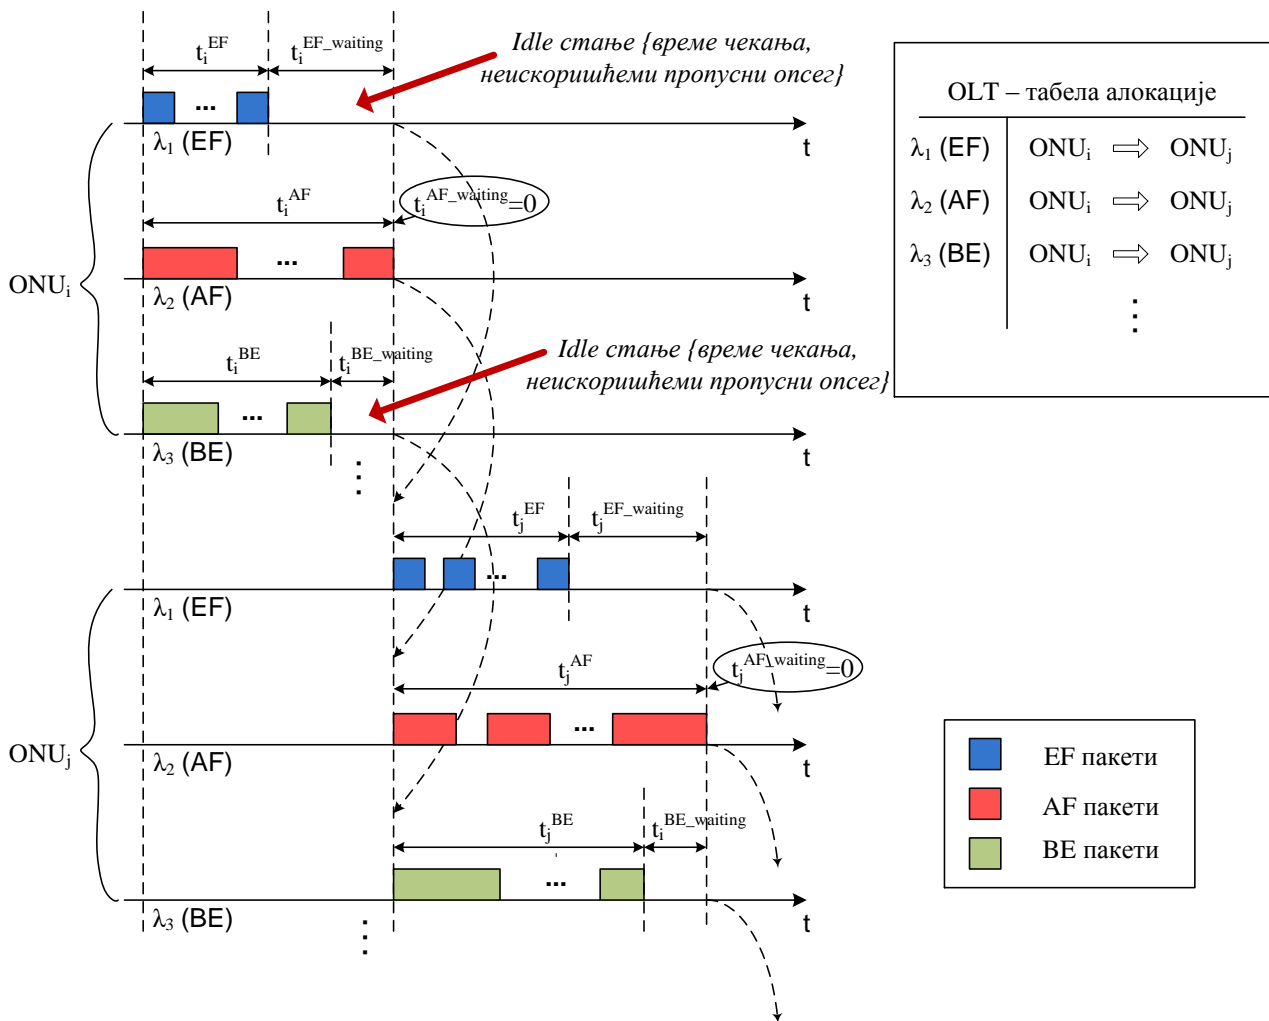 t_i^EF
t_i^EF_waiting
Idle стање {време чекања,
неискоришћеми пропусни опсег}
λ₁ (EF)
t
t_i^AF
t_i^AF_waiting=0
ONU_i
λ₂ (AF)
t
t_i^BE
t_i^BE_waiting
Idle стање {време чекања,
неискоришћеми пропусни опсег}
λ₃ (BE)
t
OLT – табела алокације
λ₁ (EF) ONU_i ⇨ ONU_j
λ₂ (AF) ONU_i ⇨ ONU_j
λ₃ (BE) ONU_i ⇨ ONU_j
t_j^EF
t_j^EF_waiting
λ₁ (EF)
t
t_j^AF
t_j^AF_waiting=0
ONU_j
λ₂ (AF)
t
t_j^BE
t_i^BE_waiting
λ₃ (BE)
t
EF пакети
AF пакети
BE пакети